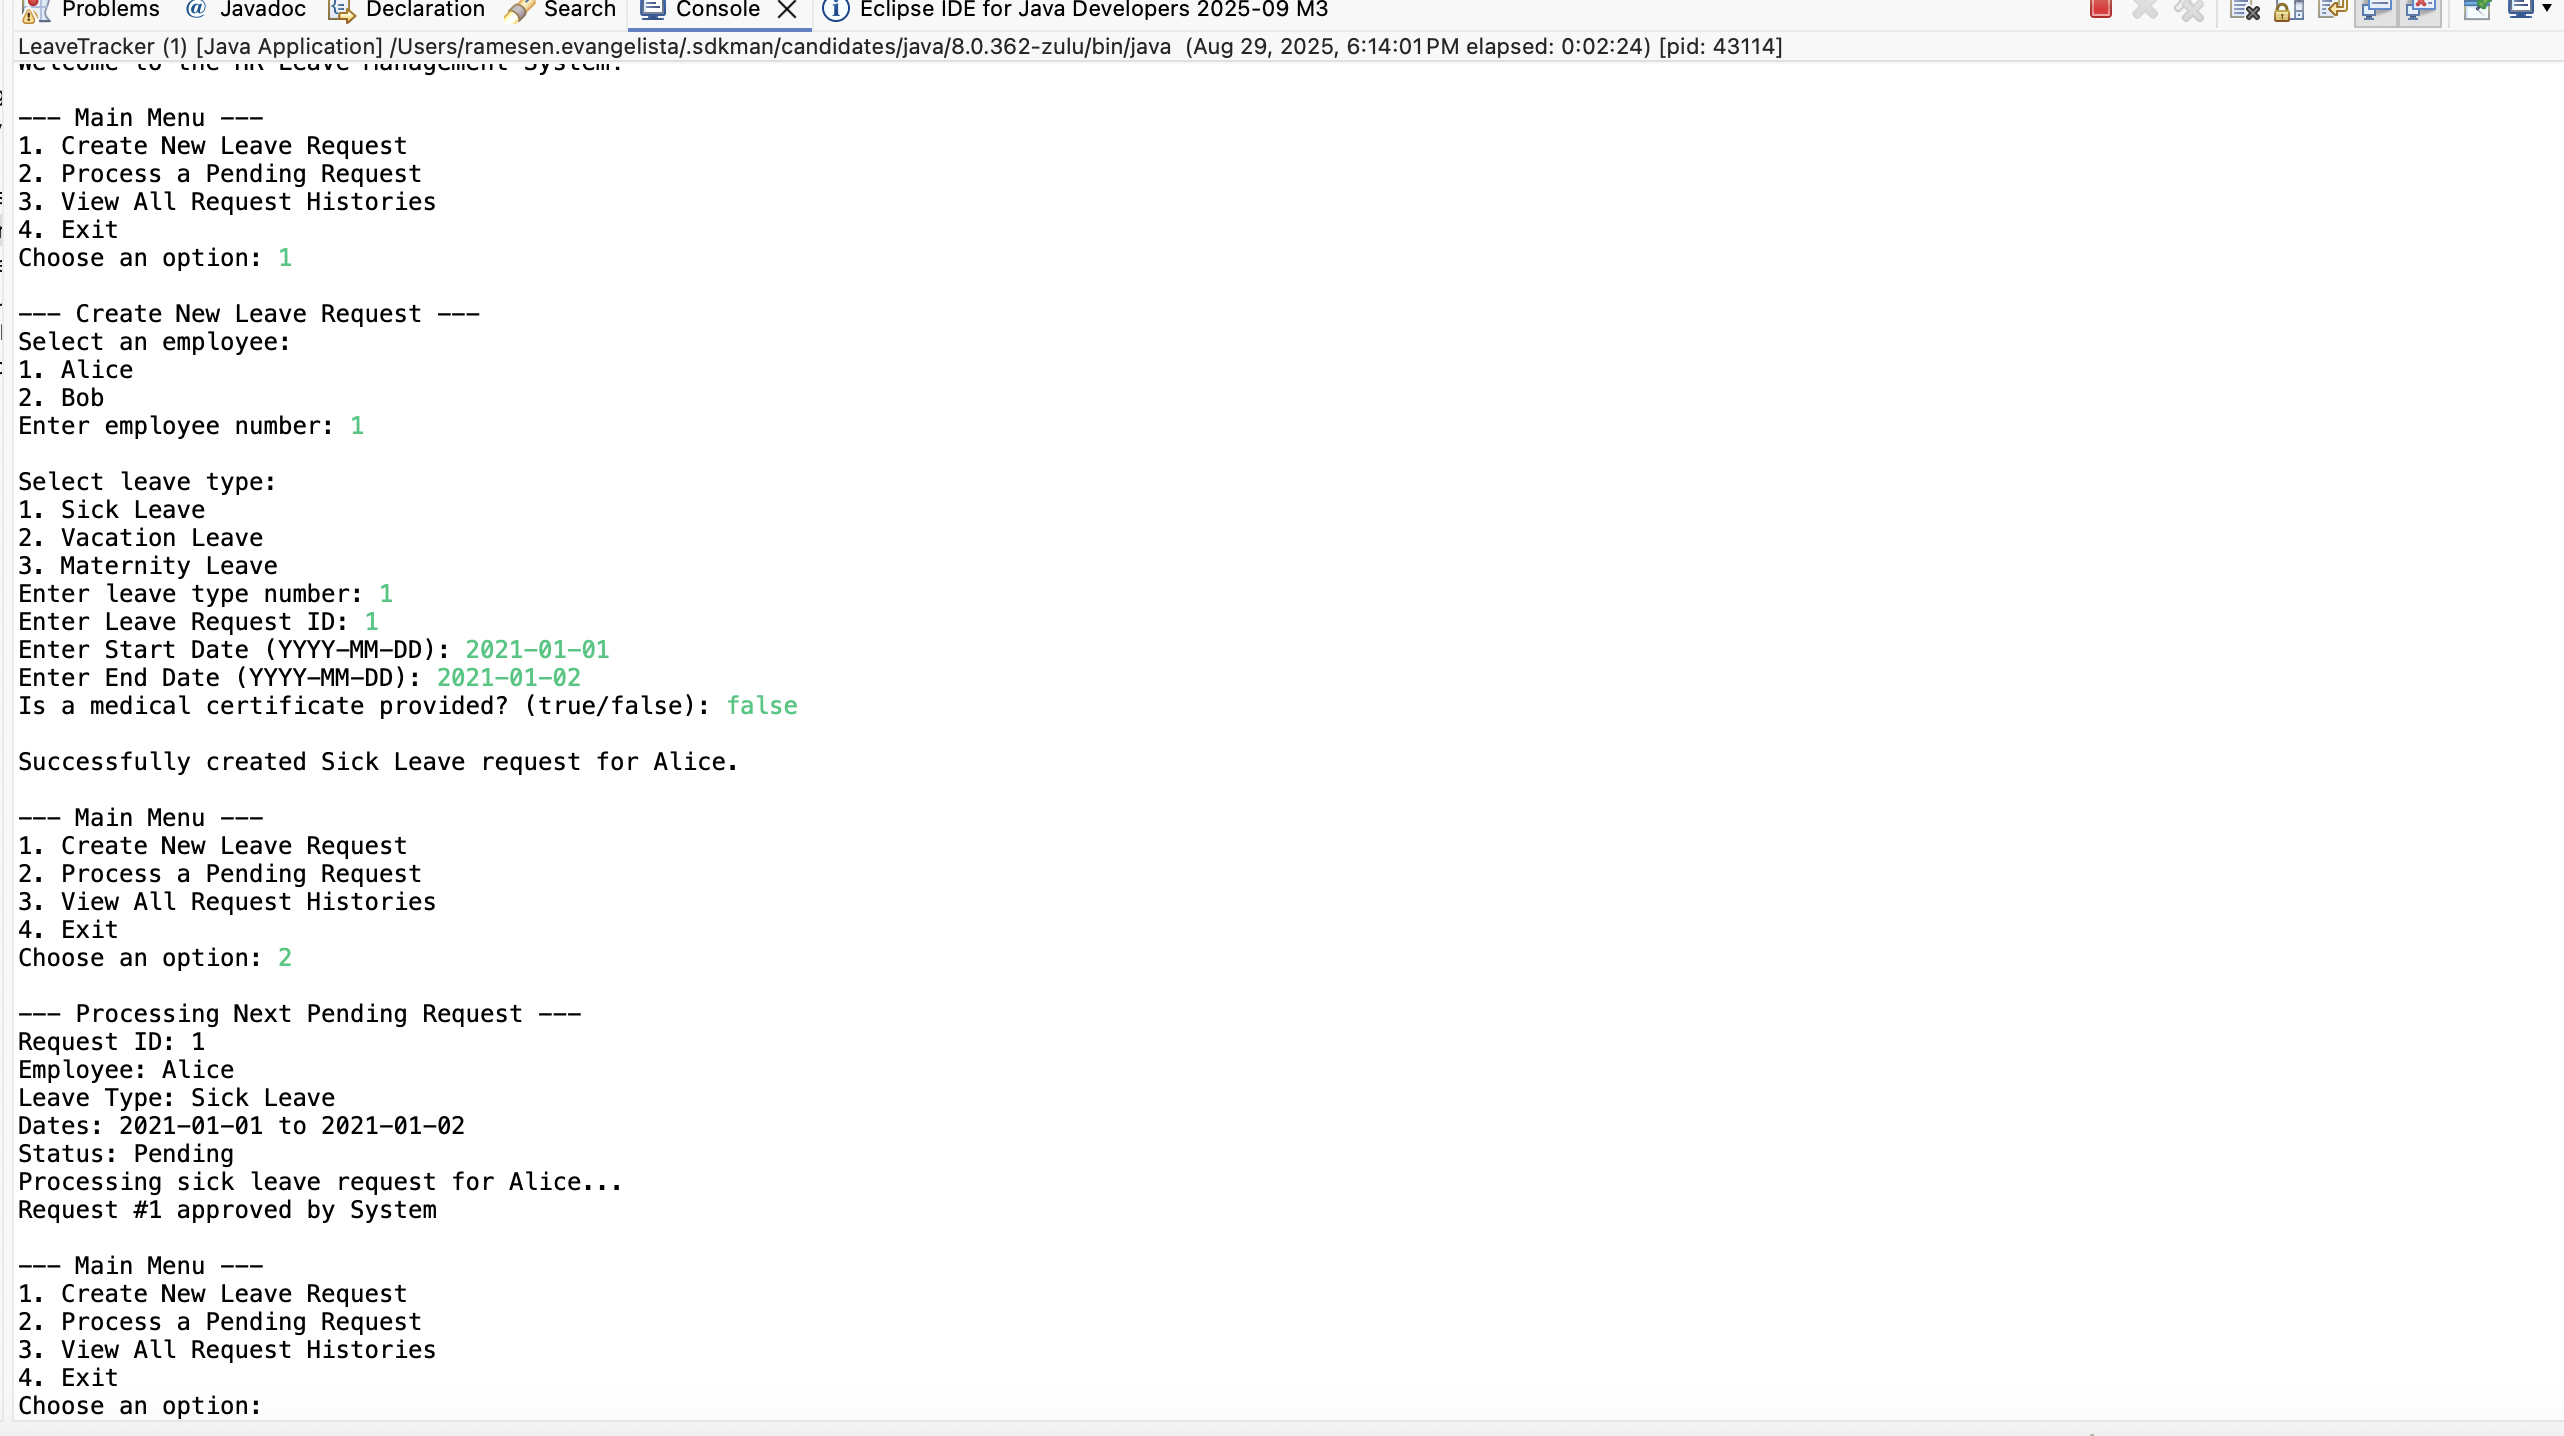 Problems @ Javadoc Declaration Search Console Eclipse IDE for Java Developers 2025-09 M3
LeaveTracker (1) [Java Application] /Users/ramesen.evangelista/.sdkman/candidates/java/8.0.362-zulu/bin/java (Aug 29, 2025, 6:14:01 PM elapsed: 0:02:24) [pid: 43114]
Welcome to the HR Leave Management System.
--- Main Menu ---
1. Create New Leave Request
2. Process a Pending Request
3. View All Request Histories
4. Exit
Choose an option: 1
--- Create New Leave Request ---
Select an employee:
1. Alice
2. Bob
Enter employee number: 1
Select leave type:
1. Sick Leave
2. Vacation Leave
3. Maternity Leave
Enter leave type number: 1
Enter Leave Request ID: 1
Enter Start Date (YYYY-MM-DD): 2021-01-01
Enter End Date (YYYY-MM-DD): 2021-01-02
Is a medical certificate provided? (true/false): false
Successfully created Sick Leave request for Alice.
--- Main Menu ---
1. Create New Leave Request
2. Process a Pending Request
3. View All Request Histories
4. Exit
Choose an option: 2
--- Processing Next Pending Request ---
Request ID: 1
Employee: Alice
Leave Type: Sick Leave
Dates: 2021-01-01 to 2021-01-02
Status: Pending
Processing sick leave request for Alice...
Request #1 approved by System
--- Main Menu ---
1. Create New Leave Request
2. Process a Pending Request
3. View All Request Histories
4. Exit
Choose an option: